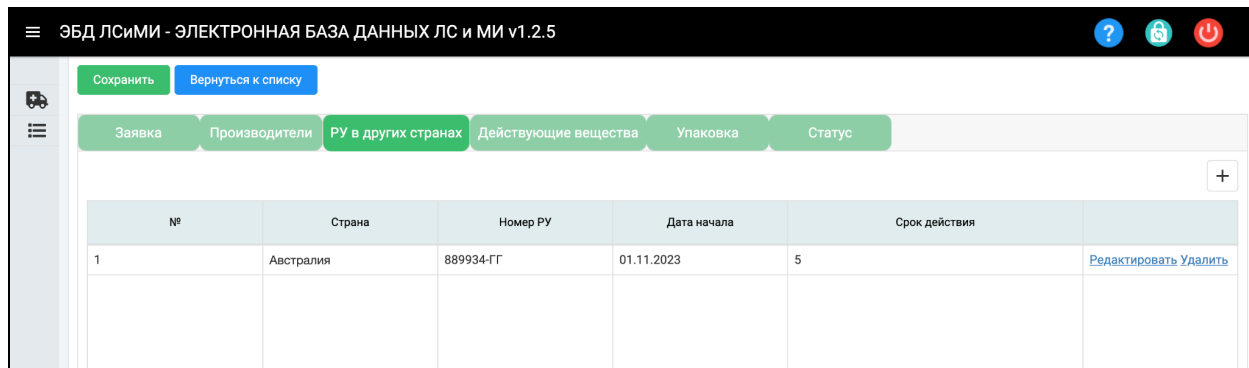 ЭБД ЛСиМИ - ЭЛЕКТРОННАЯ БАЗА ДАННЫХ ЛС и МИ v1.2.5
?
Сохранить Вернуться к списку
Заявка Производители РУ в других странах Действующие вещества Упаковка Статус
+
№ Страна Номер РУ Дата начала Срок действия
1 Австралия 889934-ГГ 01.11.2023 5 Редактировать Удалить